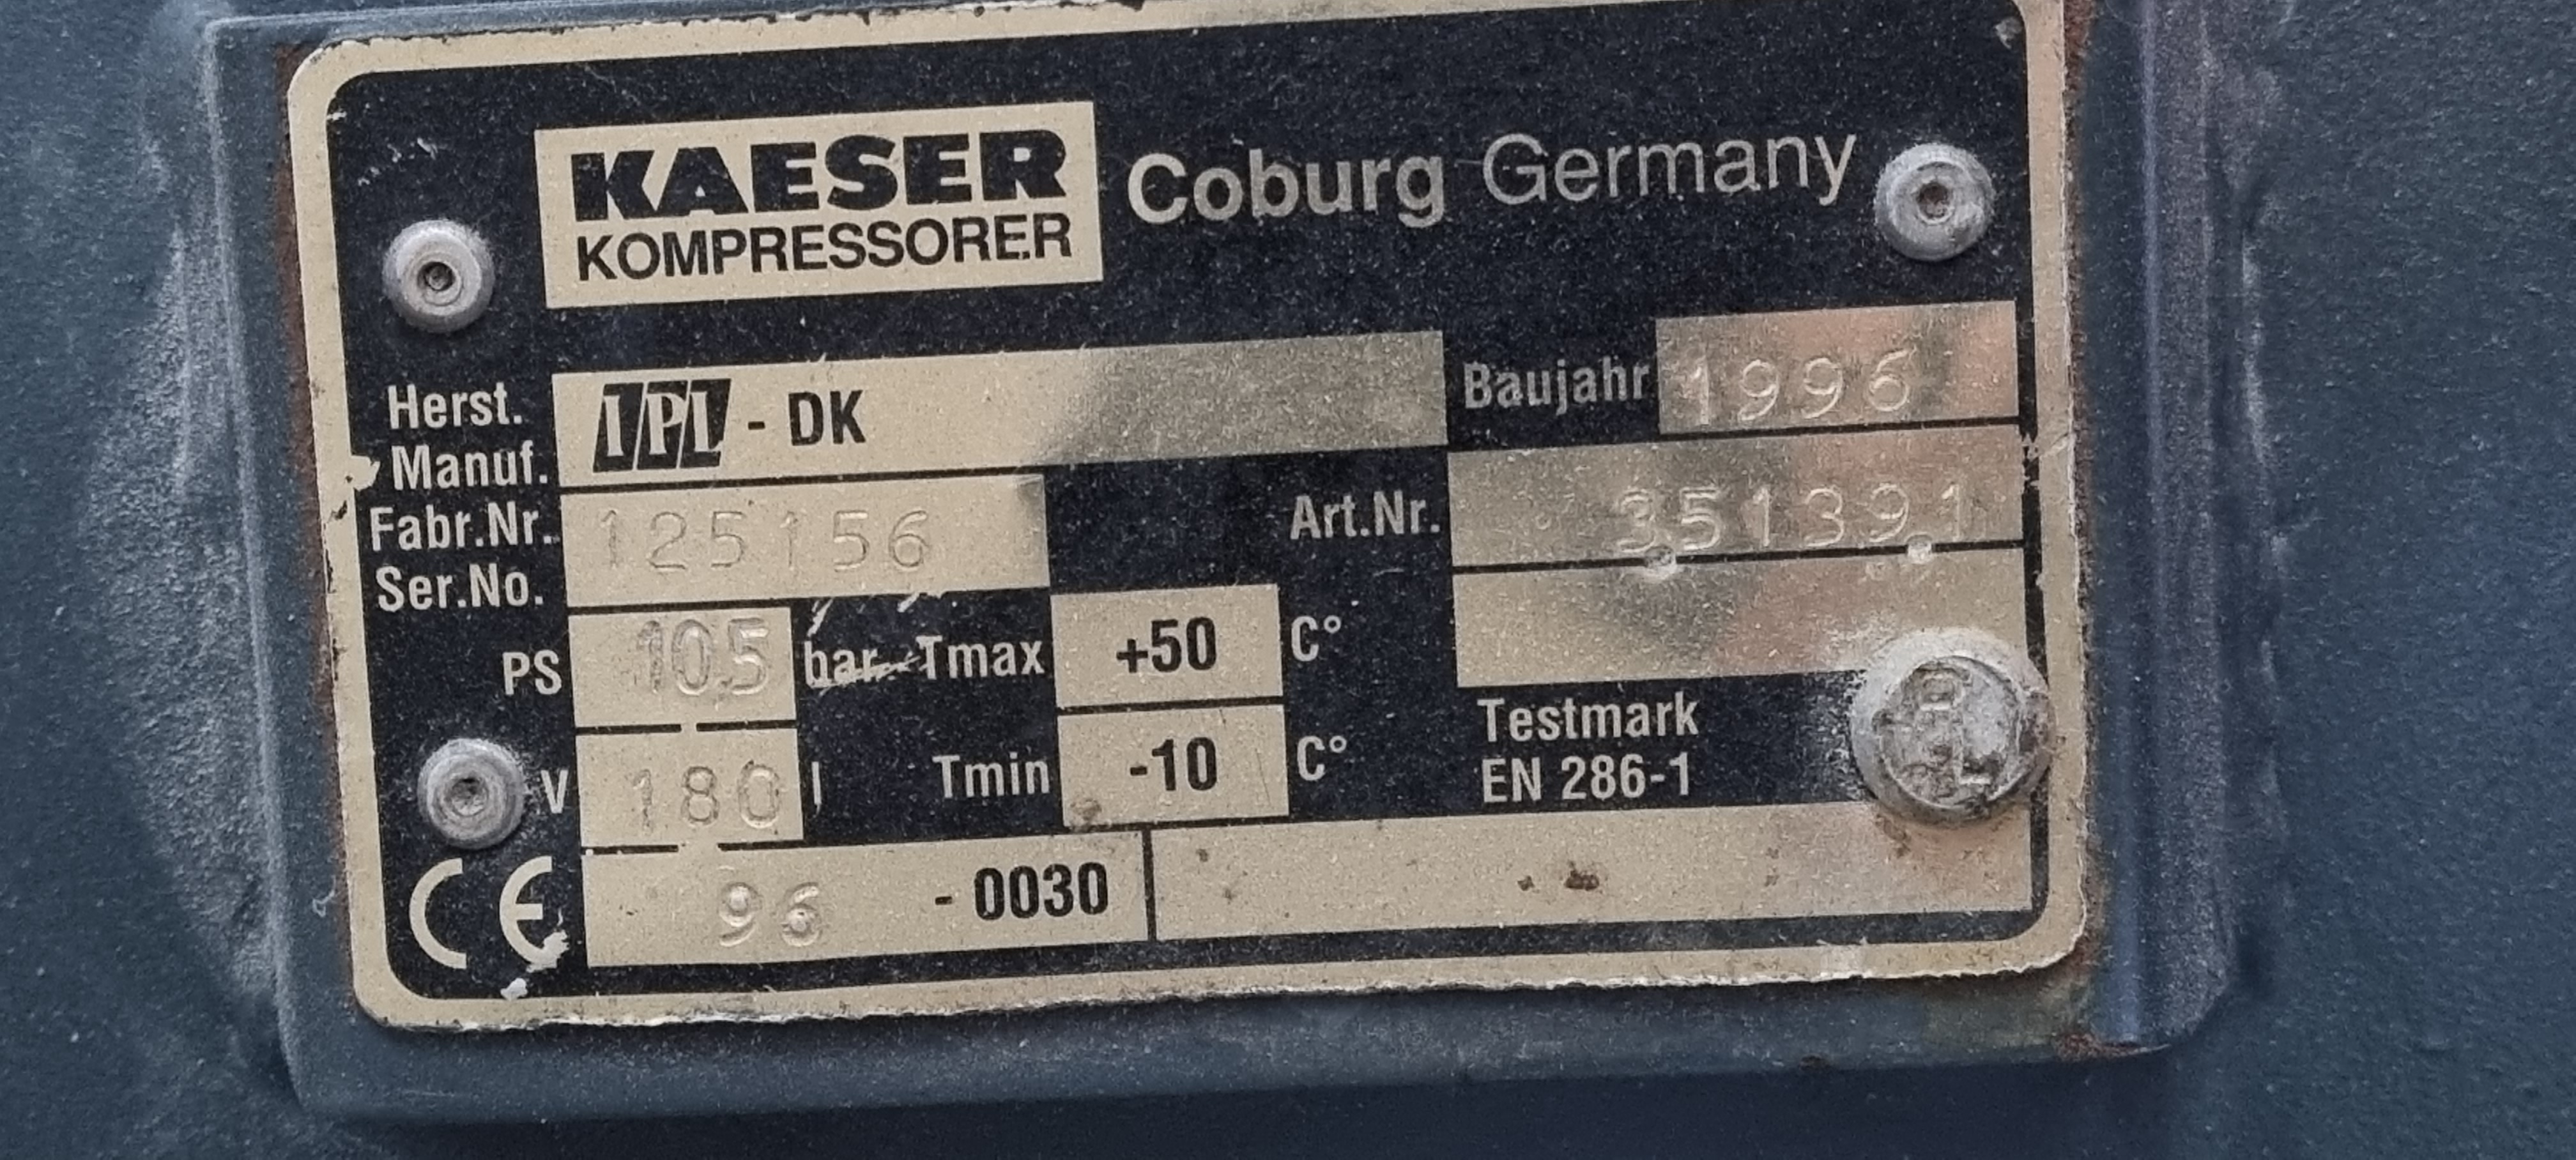 KAESER
KOMPRESSORER
Coburg Germany
Herst.
Manuf.
IPL - DK
Baujahr 1996
Fabr.Nr.
Ser.No.
125156
Art.Nr. 351391
PS 10.5 bar Tmax +50 C°
V 180 l Tmin -10 C°
Testmark
EN 286-1
CE 96 - 0030